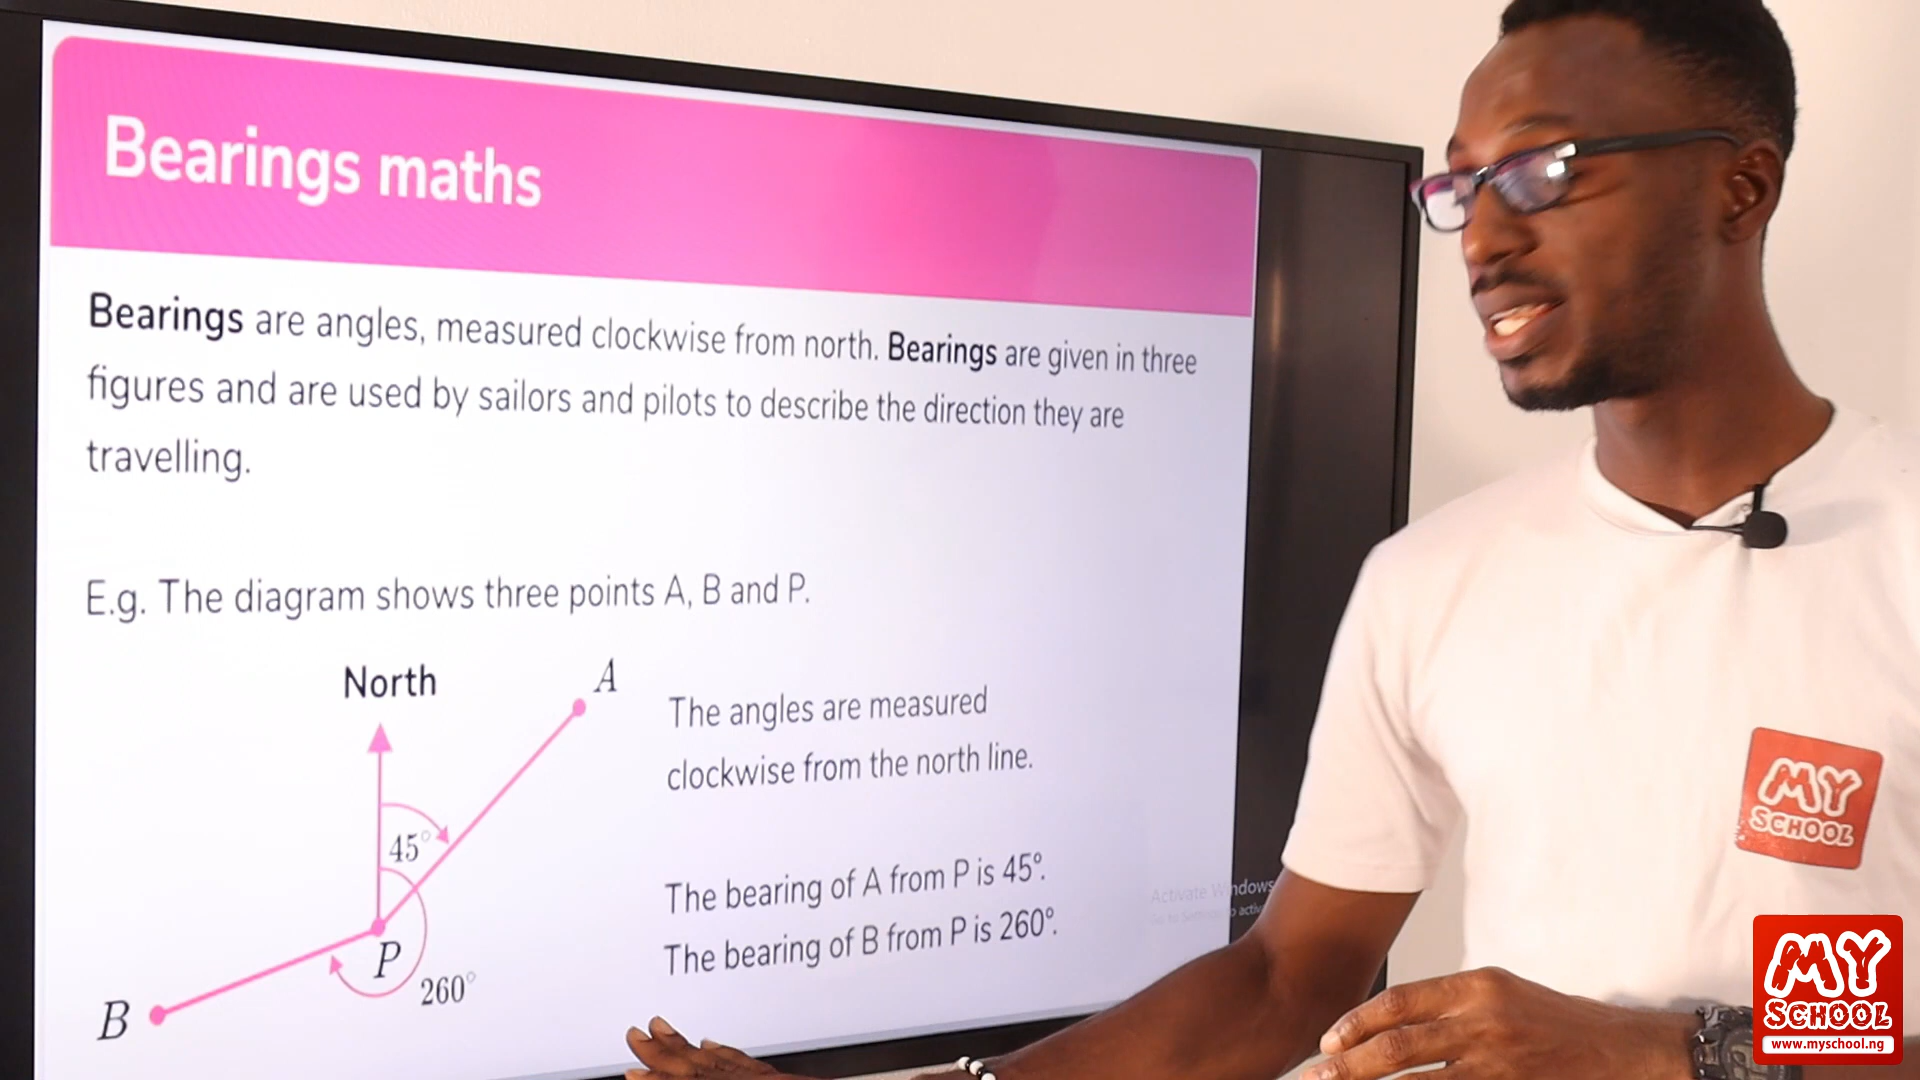 Bearings maths
Bearings are angles, measured clockwise from north. Bearings are given in three
figures and are used by sailors and pilots to describe the direction they are
travelling.
E.g. The diagram shows three points A, B and P.
North
A
45°
P
260°
B
The angles are measured
clockwise from the north line.
The bearing of A from P is 45°.
The bearing of B from P is 260°.
Activate Windows
MY
SCHOOL
MY
SCHOOL
www.myschool.ng